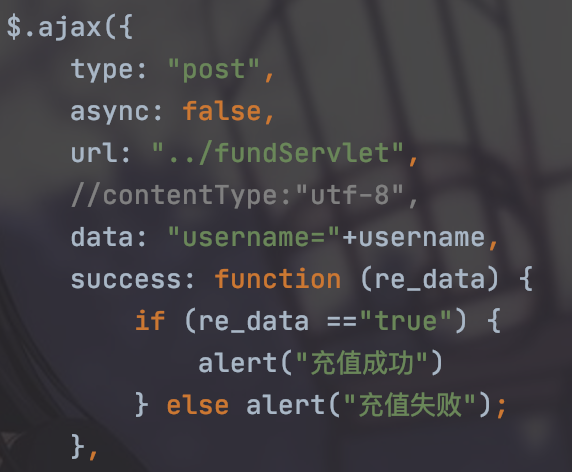 $.ajax({
    type: "post",
    async: false,
    url: "../fundServlet",
    //contentType:"utf-8",
    data: "username="+username,
    success: function (re_data) {
        if (re_data =="true") {
            alert("充值成功")
        } else alert("充值失败");
    },